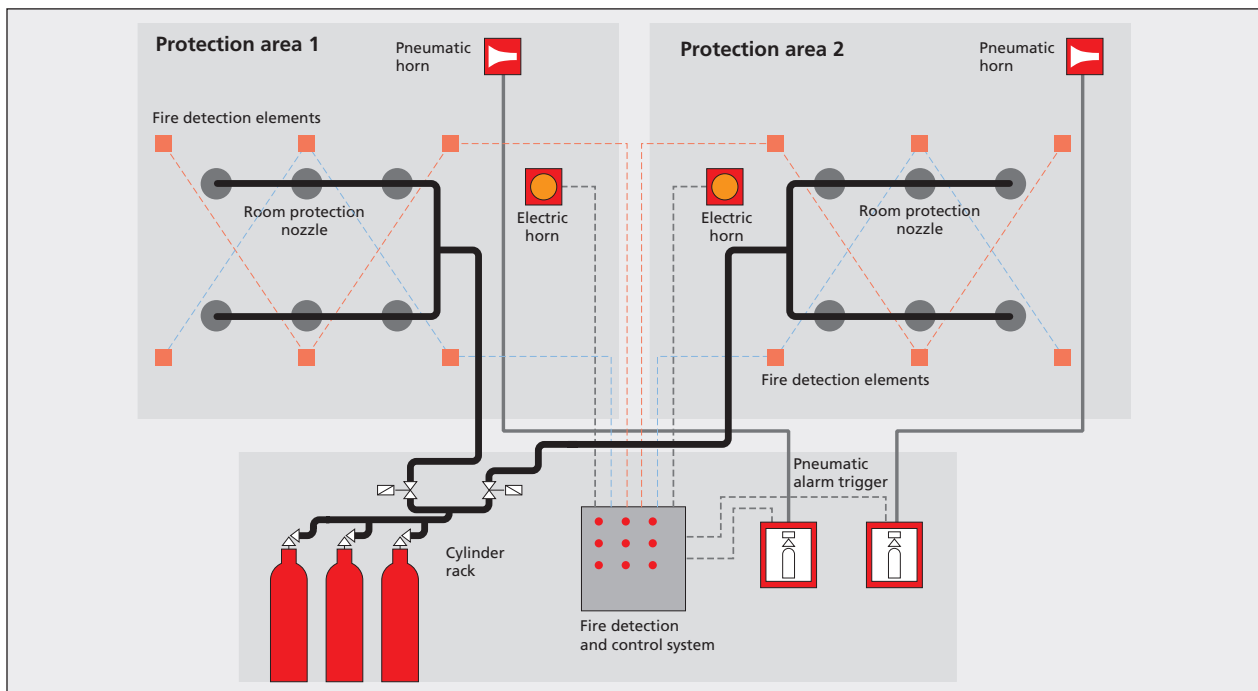 Protection area 1
Pneumatic
horn
Fire detection elements
Room protection
nozzle
Electric
horn
Protection area 2
Pneumatic
horn
Electric
horn
Room protection
nozzle
Fire detection elements
Pneumatic
alarm trigger
Cylinder
rack
Fire detection
and control system